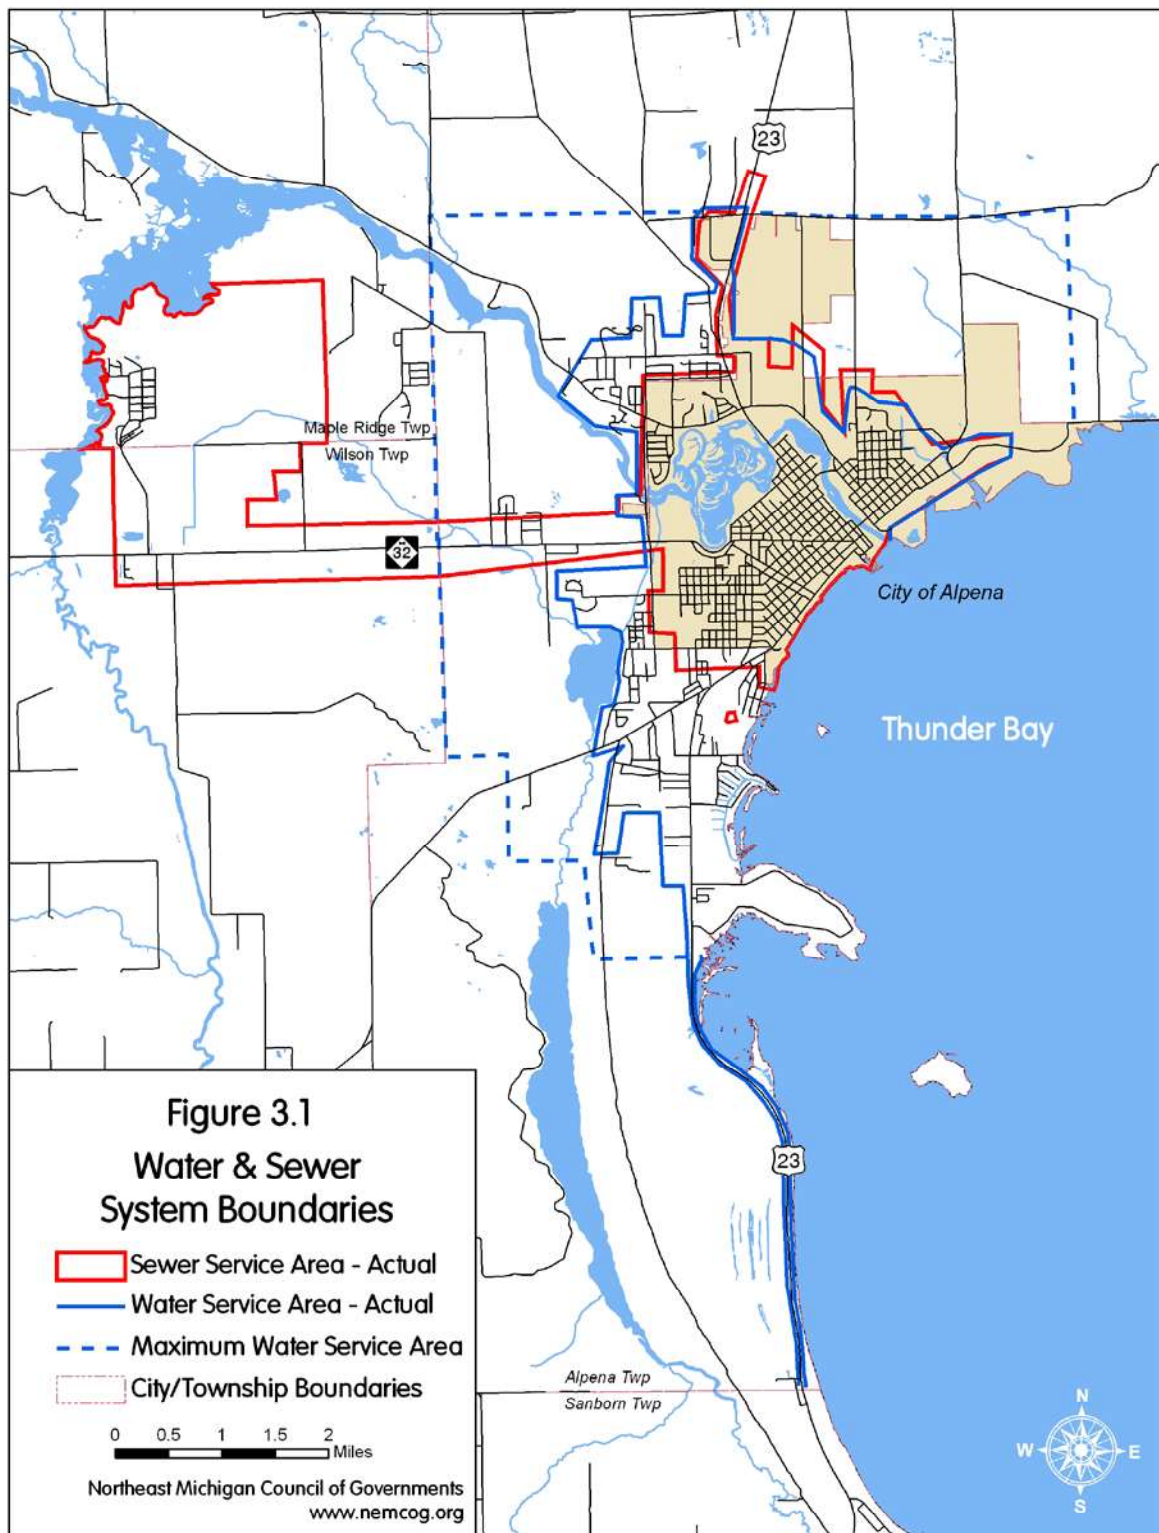 23
Maple Ridge Twp
Wilson Twp
32
City of Alpena
Thunder Bay
Figure 3.1
Water & Sewer
System Boundaries
Sewer Service Area - Actual
Water Service Area - Actual
Maximum Water Service Area
City/Township Boundaries
0 0.5 1 1.5 2
Miles
Northeast Michigan Council of Governments
www.nemcog.org
23
Alpena Twp
Sanborn Twp
N
W E
S